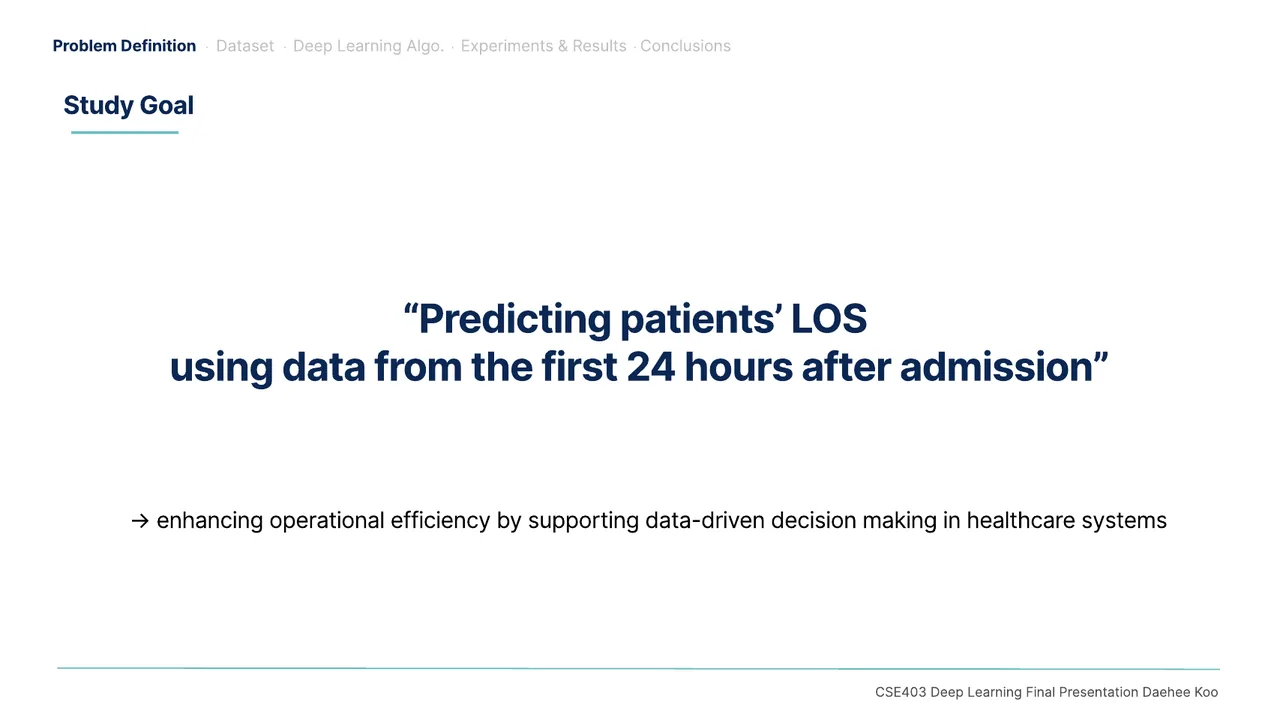 Problem Definition · Dataset · Deep Learning Algo. · Experiments & Results · Conclusions
Study Goal
“Predicting patients’ LOS
using data from the first 24 hours after admission”
→ enhancing operational efficiency by supporting data-driven decision making in healthcare systems
CSE403 Deep Learning Final Presentation Daehee Koo